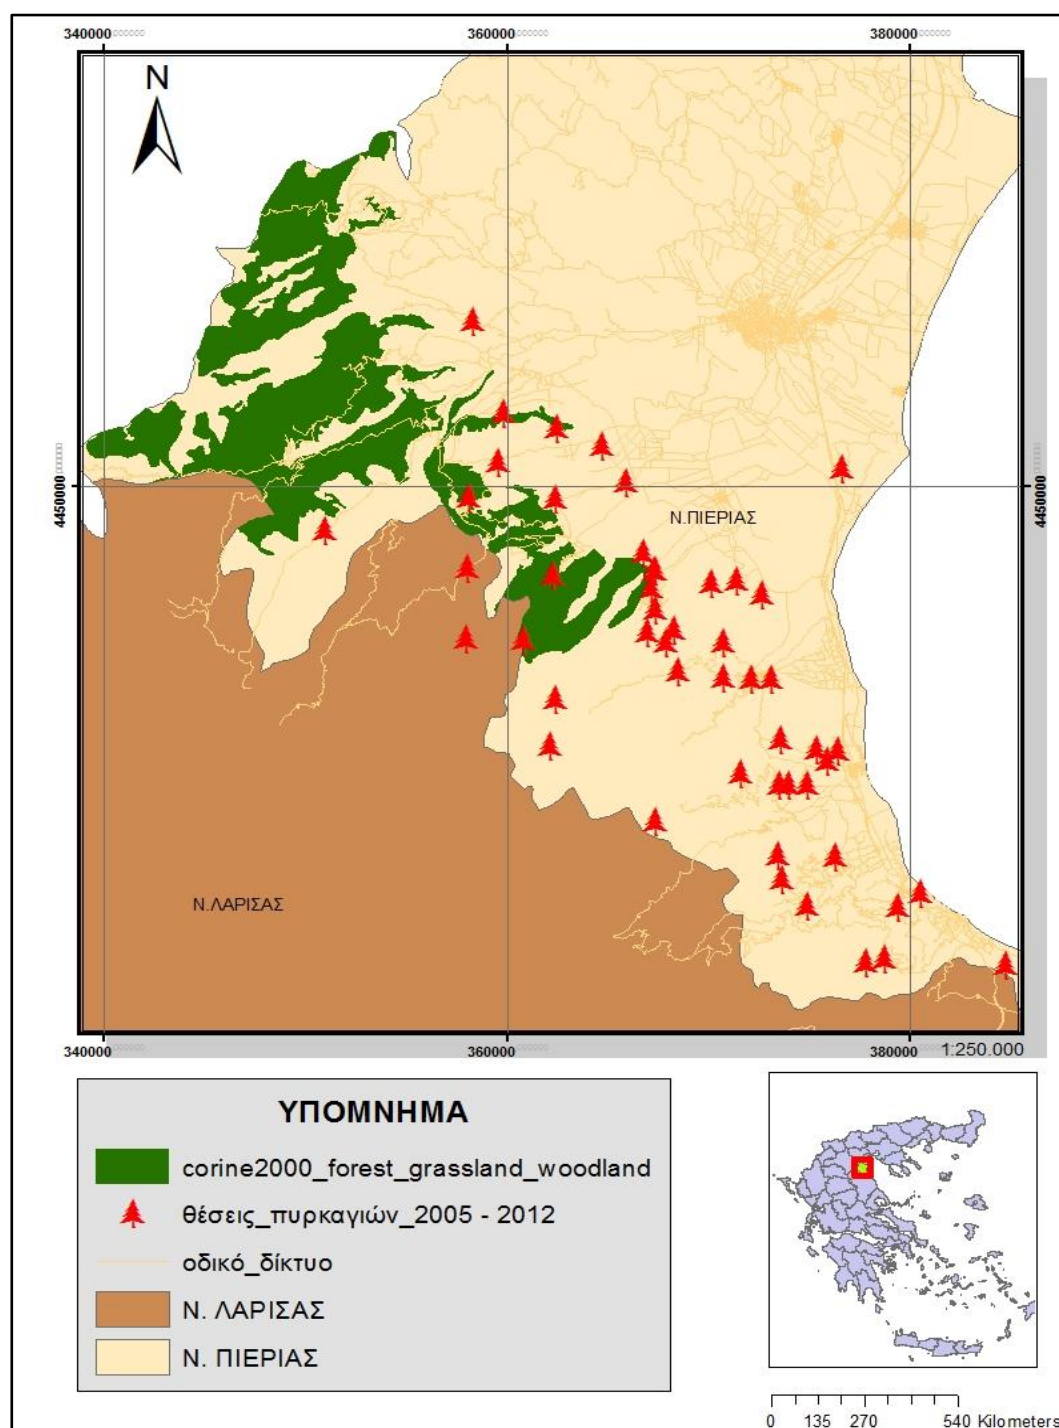 340000 360000 380000
N
4450000
4450000
Ν.ΠΙΕΡΙΑΣ
Ν.ΛΑΡΙΣΑΣ
340000 360000 380000
1:250.000
ΥΠΟΜΝΗΜΑ
corine2000_forest_grassland_woodland
θέσεις_πυρκαγιών_2005 - 2012
οδικό_δίκτυο
Ν. ΛΑΡΙΣΑΣ
Ν. ΠΙΕΡΙΑΣ
0 135 270 540 Kilometers